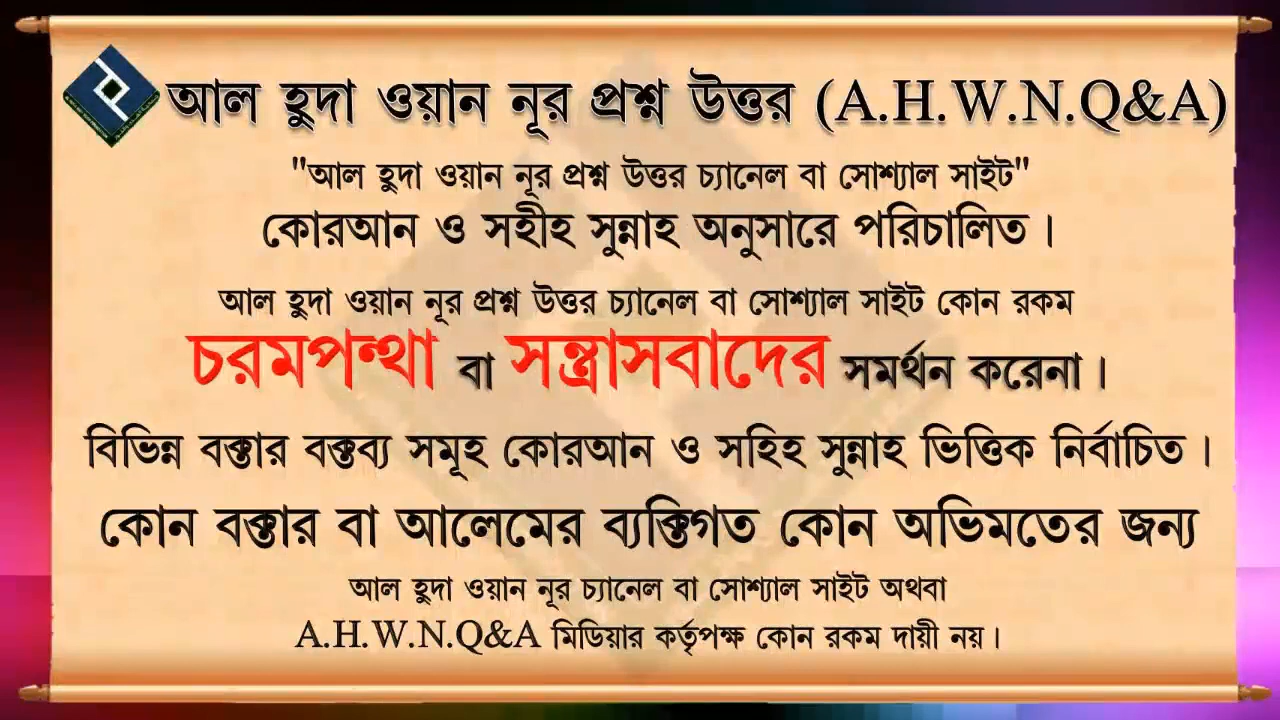 আল হুদা ওয়ান নূর প্রশ্ন উত্তর (A.H.W.N.Q&A)
"আল হুদা ওয়ান নূর প্রশ্ন উত্তর চ্যানেল বা সোশ্যাল সাইট"
কোরআন ও সহীহ সুন্নাহ অনুসারে পরিচালিত।
আল হুদা ওয়ান নূর প্রশ্ন উত্তর চ্যানেল বা সোশ্যাল সাইট কোন রকম
চরমপন্থা বা সন্ত্রাসবাদের সমর্থন করেনা।
বিভিন্ন বক্তার বক্তব্য সমূহ কোরআন ও সহিহ সুন্নাহ ভিত্তিক নির্বাচিত।
কোন বক্তার বা আলেমের ব্যক্তিগত কোন অভিমতের জন্য
আল হুদা ওয়ান নূর চ্যানেল বা সোশ্যাল সাইট অথবা
A.H.W.N.Q&A মিডিয়ার কর্তৃপক্ষ কোন রকম দায়ী নয়।